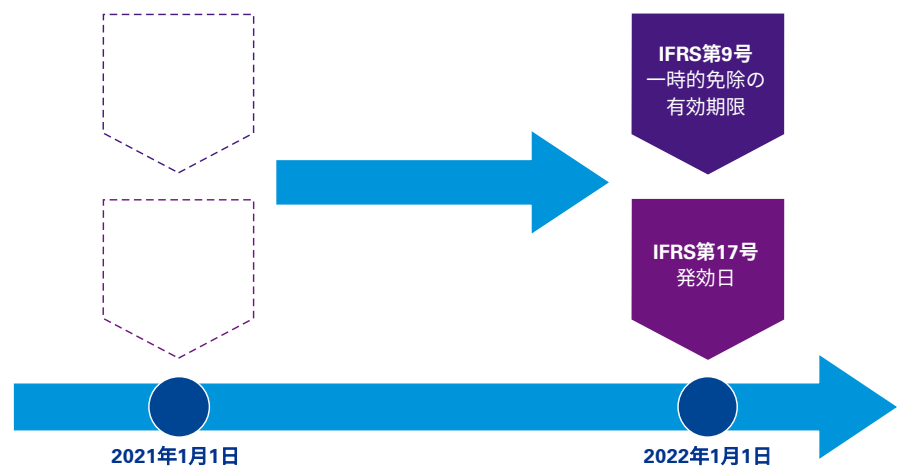 IFRS第9号
一時的免除の
有効期限
IFRS第17号
発効日
2021年1月1日
2022年1月1日